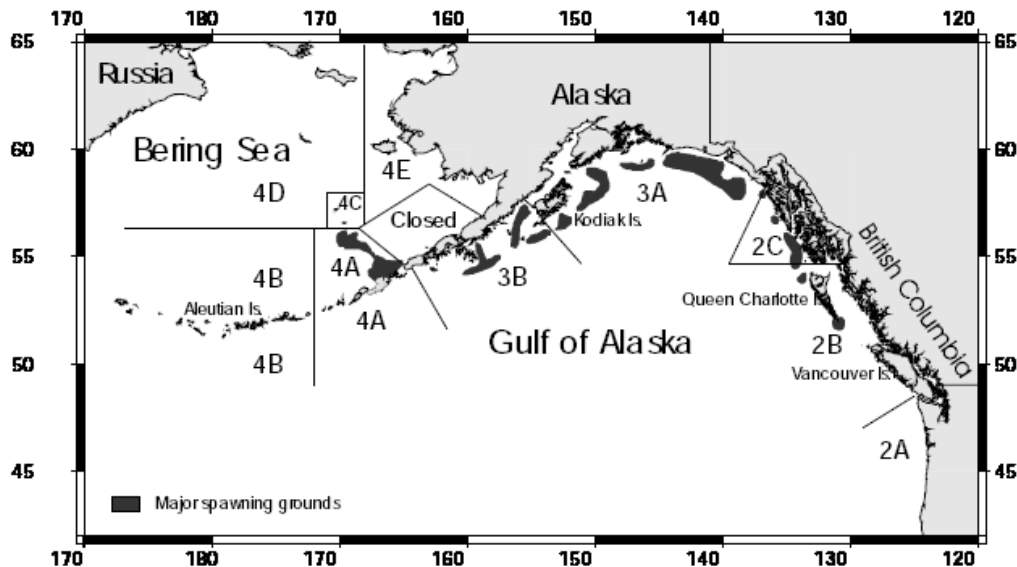 170 180 170 160 150 140 130 120
65 65
Russia
Alaska
Bering Sea
60 60
4E
4D
3A
4C
Closed
Kodiak Is.
55 2C 55
4A
3B
4B
British Columbia
Queen Charlotte I.
Aleutian Is.
4A
Gulf of Alaska
2B
50 4B 50
Vancouver Is.
2A
45 45
Major spawning grounds
170 180 170 160 150 140 130 120